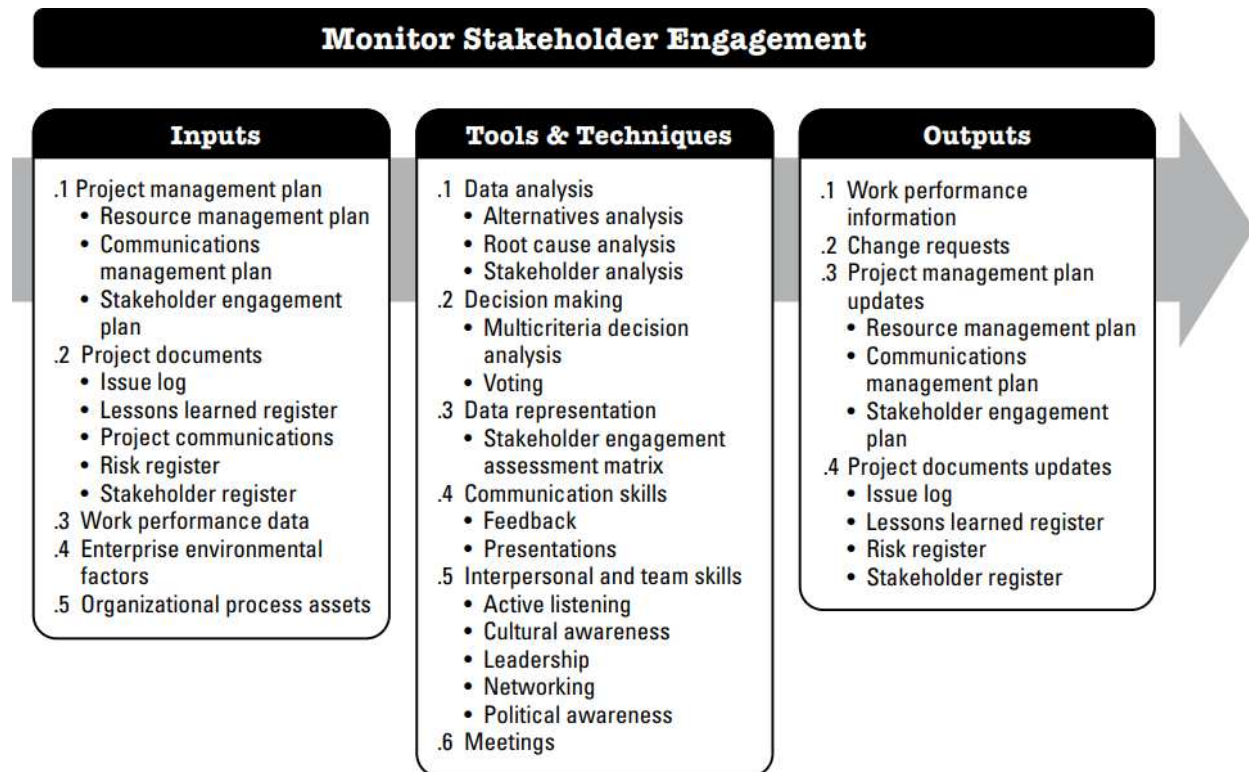 Monitor Stakeholder Engagement
Inputs
.1 Project management plan
• Resource management plan
• Communications
management plan
• Stakeholder engagement
plan
.2 Project documents
• Issue log
• Lessons learned register
• Project communications
• Risk register
• Stakeholder register
.3 Work performance data
.4 Enterprise environmental
factors
.5 Organizational process assets
Tools & Techniques
.1 Data analysis
• Alternatives analysis
• Root cause analysis
• Stakeholder analysis
.2 Decision making
• Multicriteria decision
analysis
• Voting
.3 Data representation
• Stakeholder engagement
assessment matrix
.4 Communication skills
• Feedback
• Presentations
.5 Interpersonal and team skills
• Active listening
• Cultural awareness
• Leadership
• Networking
• Political awareness
.6 Meetings
Outputs
.1 Work performance
information
.2 Change requests
.3 Project management plan
updates
• Resource management plan
• Communications
management plan
• Stakeholder engagement
plan
.4 Project documents updates
• Issue log
• Lessons learned register
• Risk register
• Stakeholder register